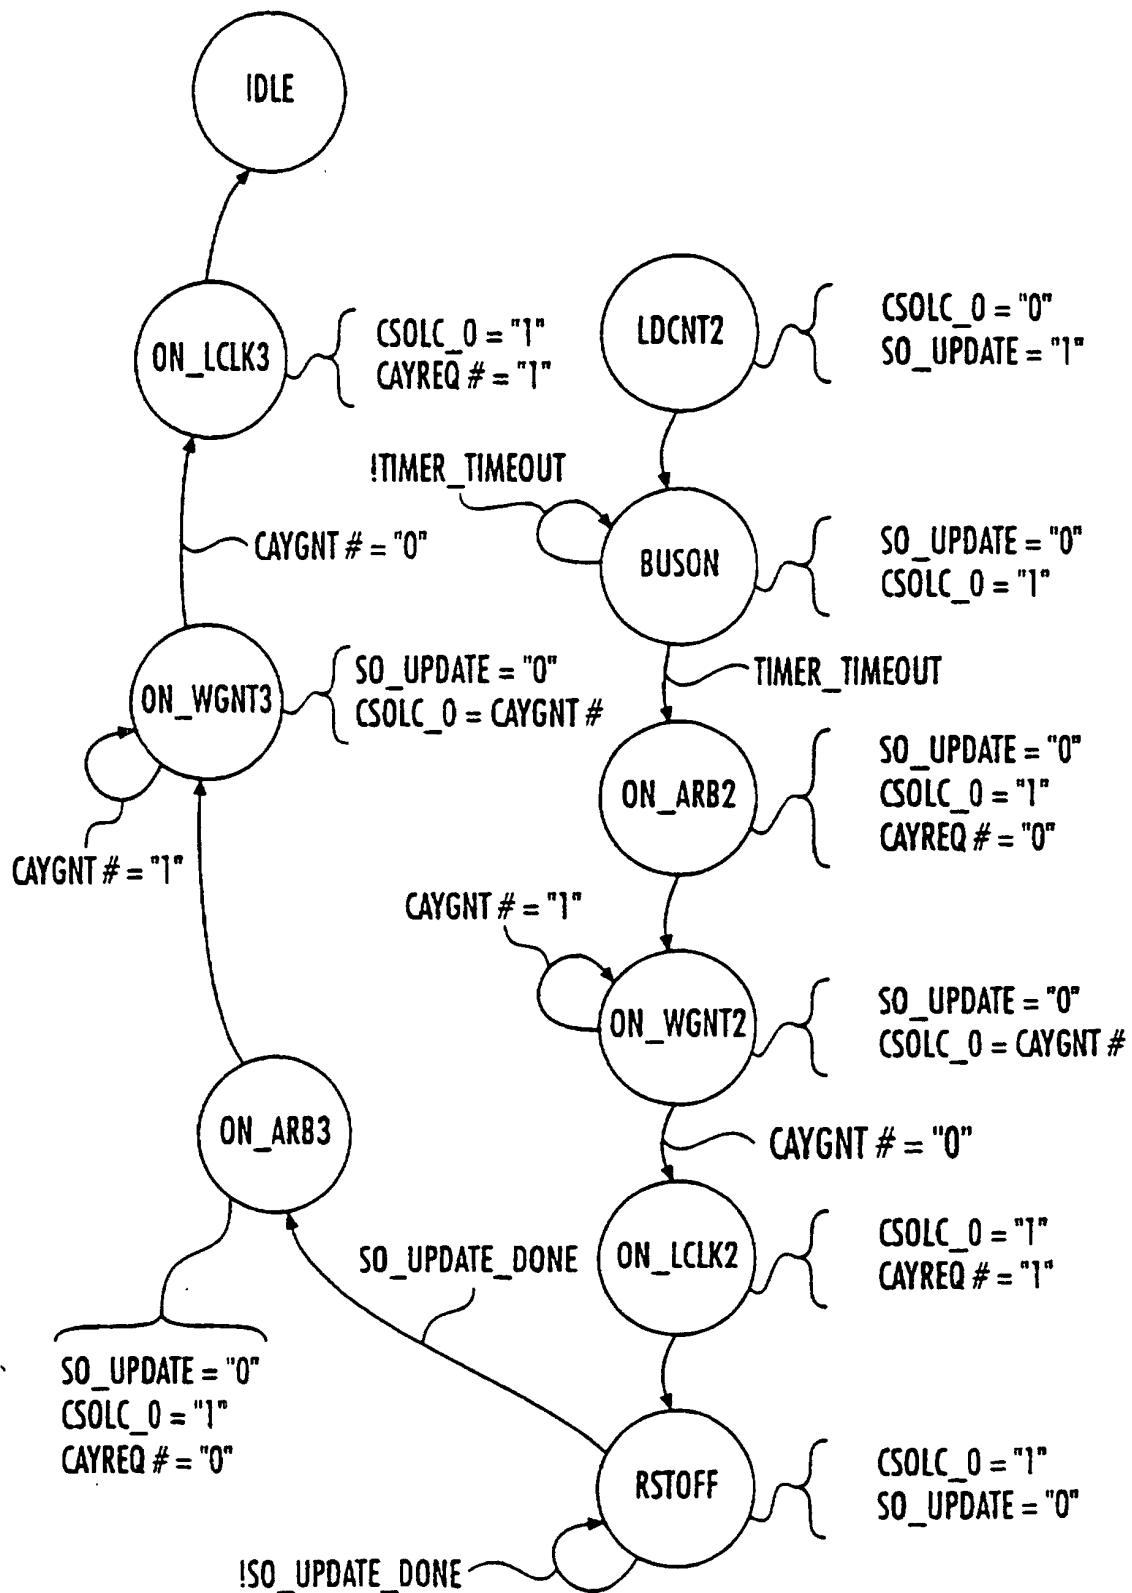 IDLE
ON_LCLK3
CSOLC_0 = "1"
CAYREQ # = "1"
LDCNT2
CSOLC_0 = "0"
SO_UPDATE = "1"
!TIMER_TIMEOUT
CAYGNT # = "0"
BUSON
SO_UPDATE = "0"
CSOLC_0 = "1"
ON_WGNT3
SO_UPDATE = "0"
CSOLC_0 = CAYGNT #
TIMER_TIMEOUT
CAYGNT # = "1"
ON_ARB2
SO_UPDATE = "0"
CSOLC_0 = "1"
CAYREQ # = "0"
CAYGNT # = "1"
ON_WGNT2
SO_UPDATE = "0"
CSOLC_0 = CAYGNT #
ON_ARB3
CAYGNT # = "0"
SO_UPDATE_DONE
ON_LCLK2
CSOLC_0 = "1"
CAYREQ # = "1"
SO_UPDATE = "0"
CSOLC_0 = "1"
CAYREQ # = "0"
RSTOFF
CSOLC_0 = "1"
SO_UPDATE = "0"
!SO_UPDATE_DONE